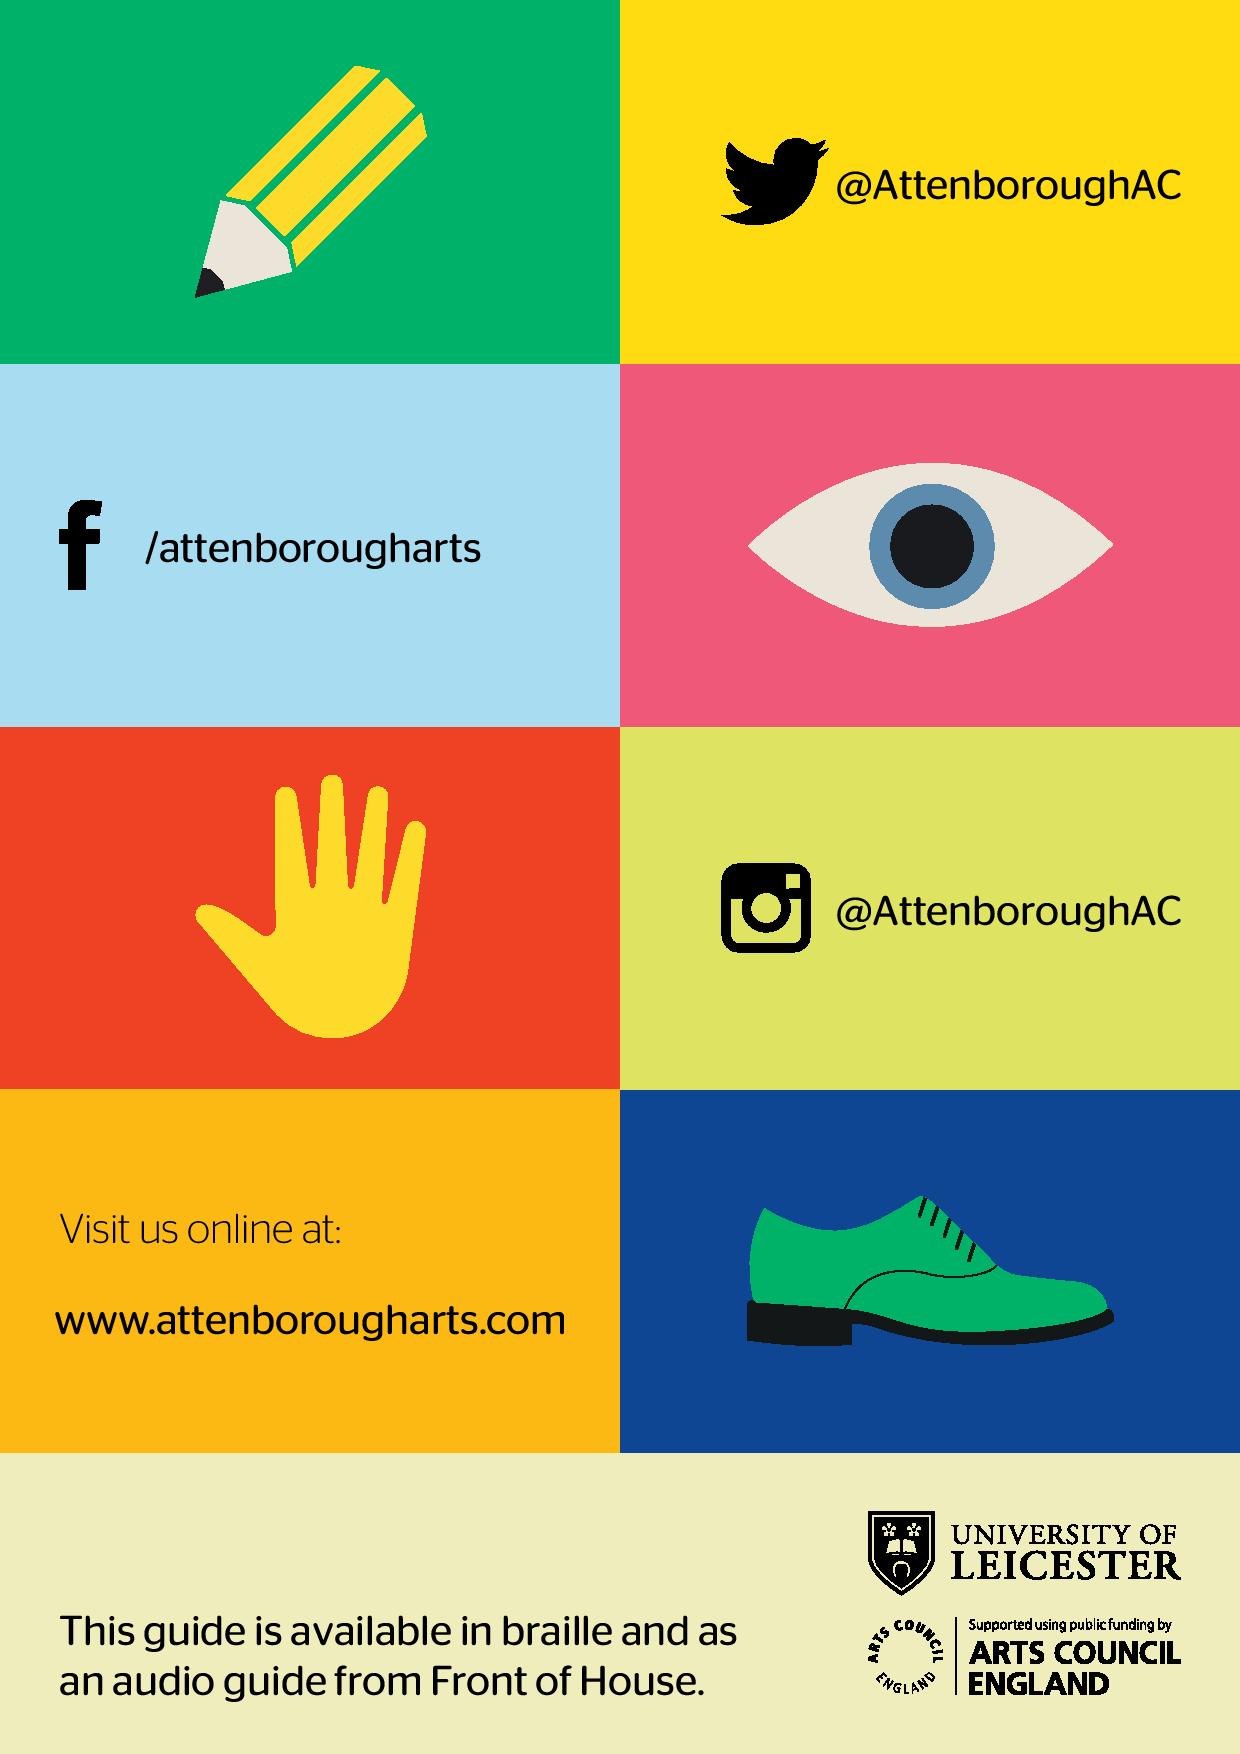 @AttenboroughAC
/attenborougharts
@AttenboroughAC
Visit us online at:
www.attenborougharts.com
This guide is available in braille and as
an audio guide from Front of House.
UNIVERSITY OF
LEICESTER
ARTS COUNCIL
ENGLAND
Supported using public funding by
ARTS COUNCIL
ENGLAND